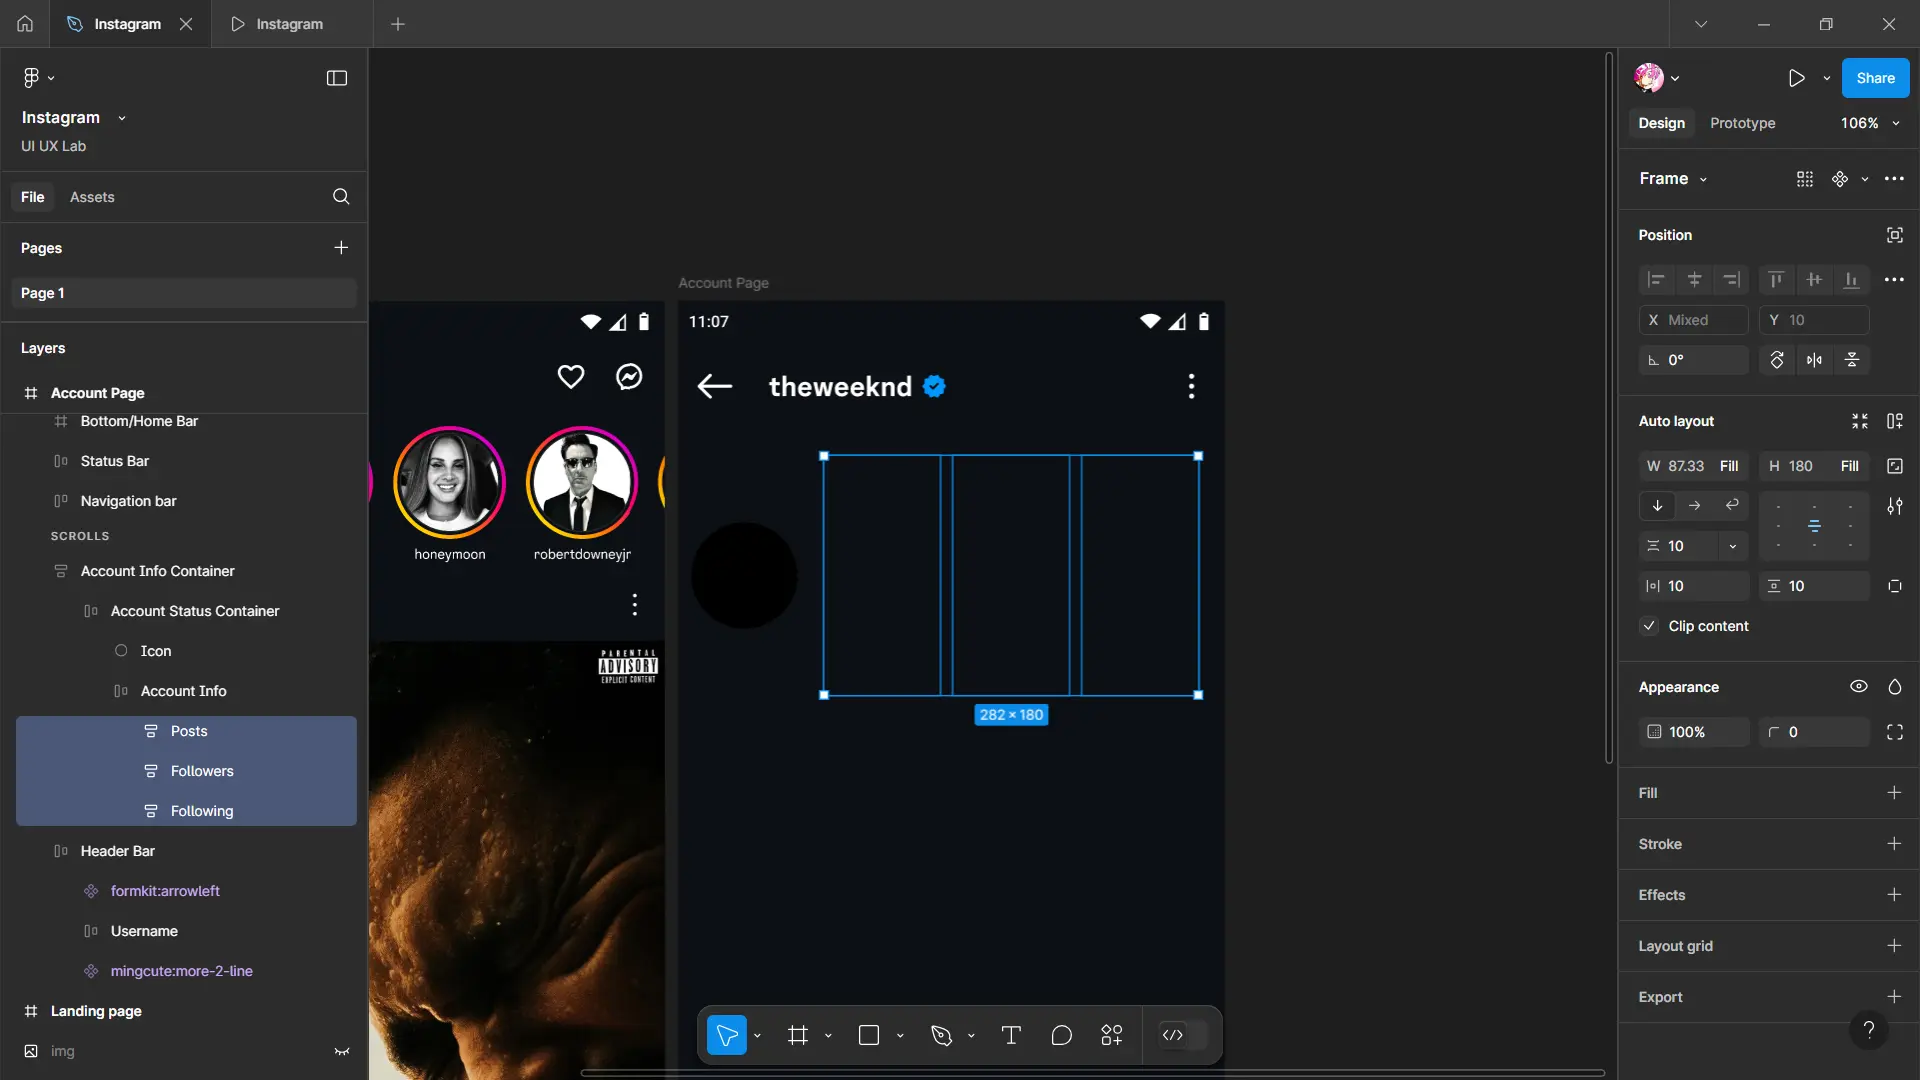 Instagram
Instagram
Instagram
UI UX Lab
File
Assets
Pages
Page 1
Layers
Account Page
Bottom/Home Bar
Status Bar
Navigation bar
SCROLLS
Account Info Container
Account Status Container
Icon
Account Info
Posts
Followers
Following
Header Bar
formkit:arrowleft
Username
mingcute:more-2-line
Landing page
img
honeymoon
robertdowneyjr
PARENTAL
ADVISORY
EXPLICIT CONTENT
Account Page
11:07
theweeknd
282 × 180
Share
Design
Prototype
106%
Frame
Position
X Mixed
Y 10
0°
Auto layout
W 87.33 Fill
H 180 Fill
10
10
10
Clip content
Appearance
100%
0
Fill
Stroke
Effects
Layout grid
Export
?